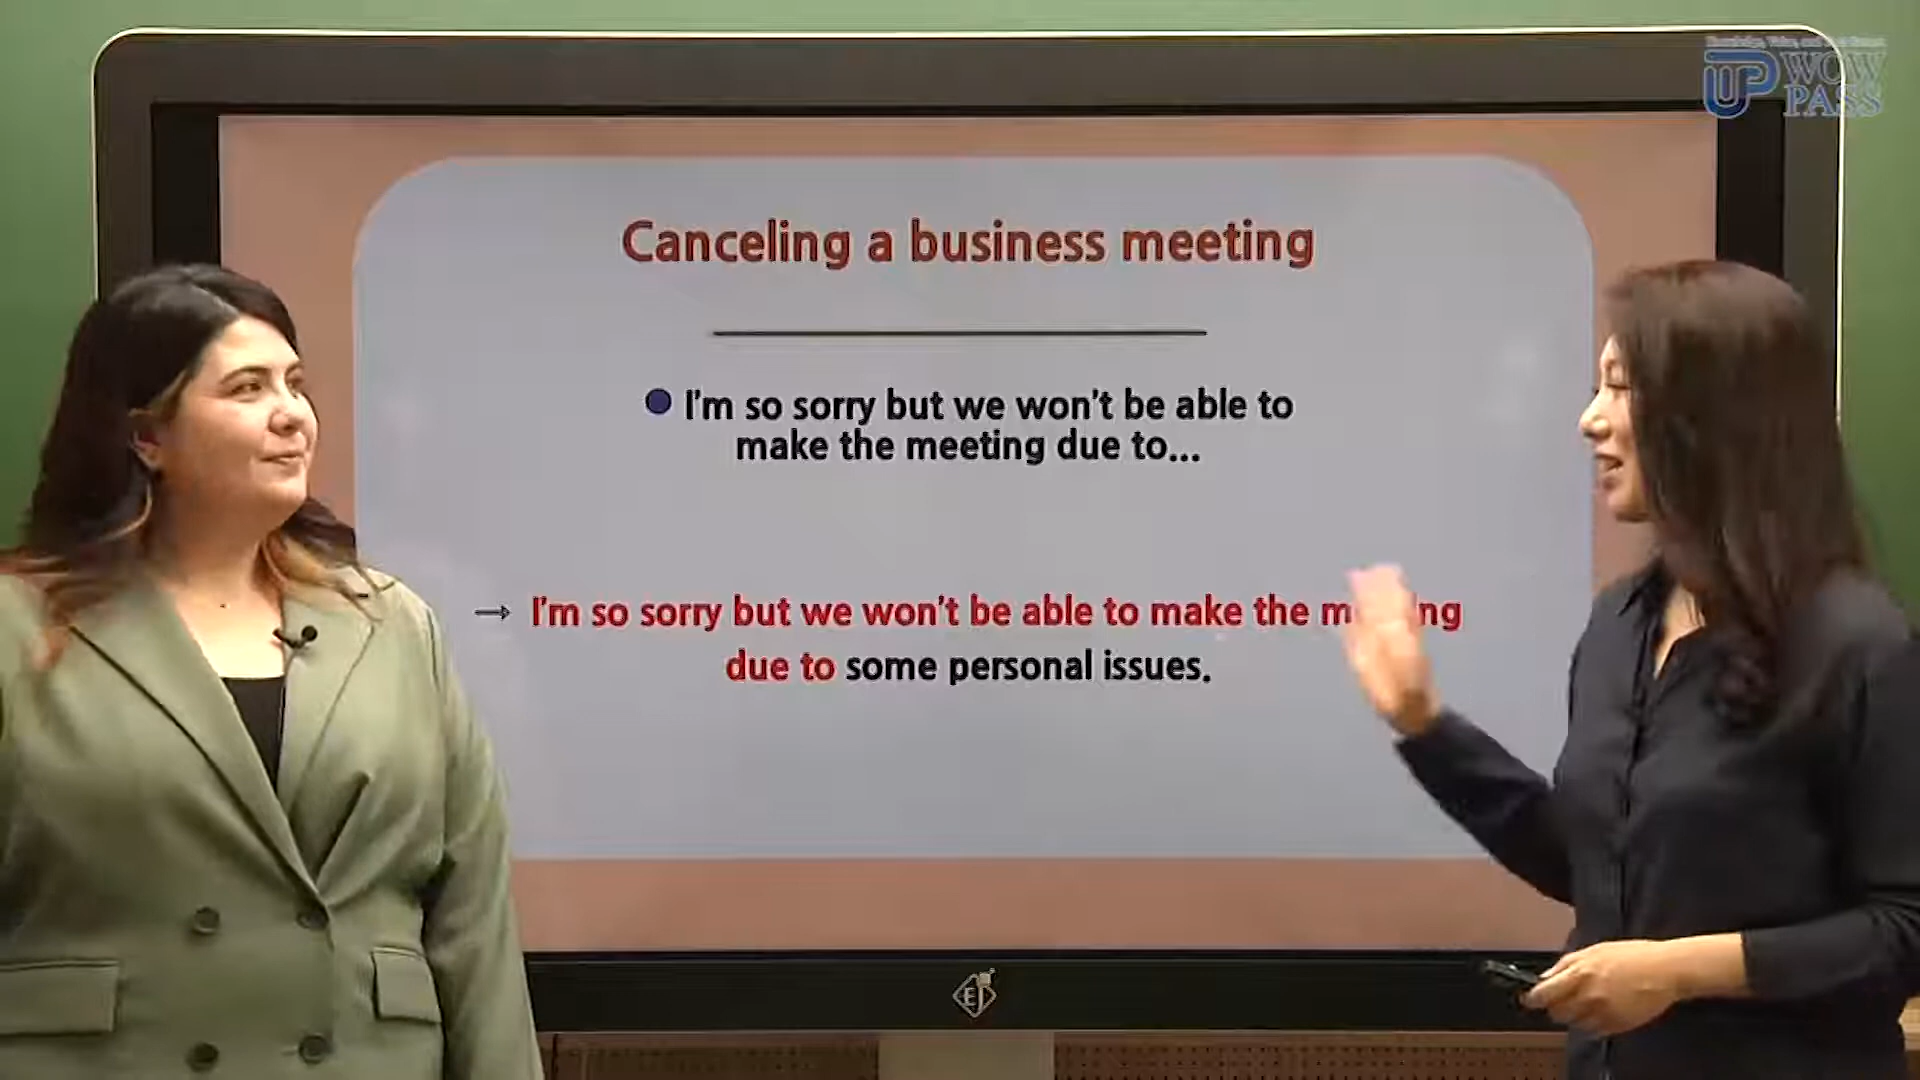 WOW
PASS
Canceling a business meeting
I'm so sorry but we won't be able to
make the meeting due to...
→ I'm so sorry but we won't be able to make the
due to some personal issues.